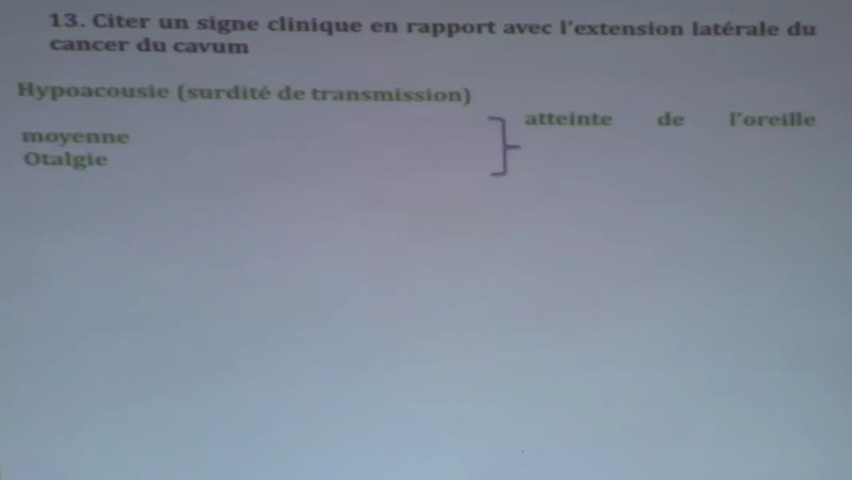 13. Citer un signe clinique en rapport avec l'extension latérale du
cancer du cavum
Hypoacousie (surdité de transmission)
atteinte de l'oreille
moyenne
Otalgie